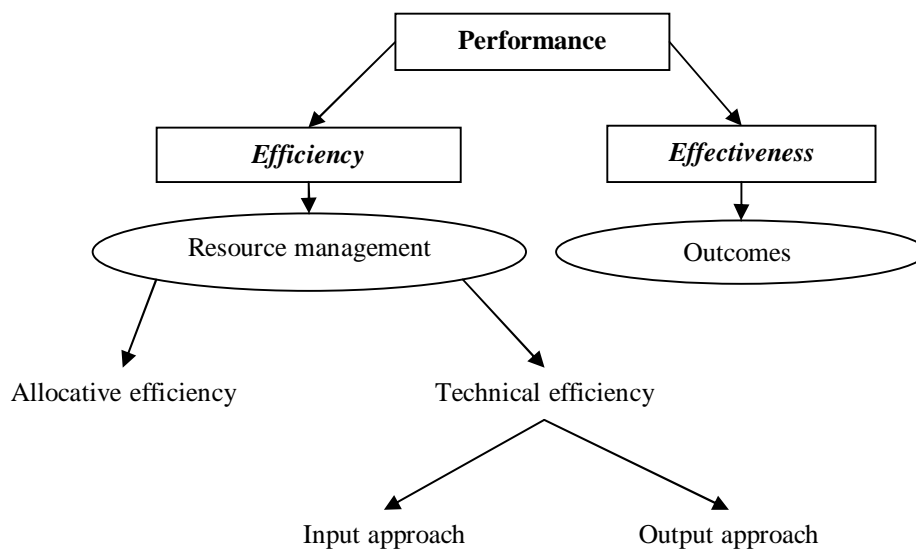 Performance
Efficiency
Effectiveness
Resource management
Outcomes
Allocative efficiency
Technical efficiency
Input approach
Output approach